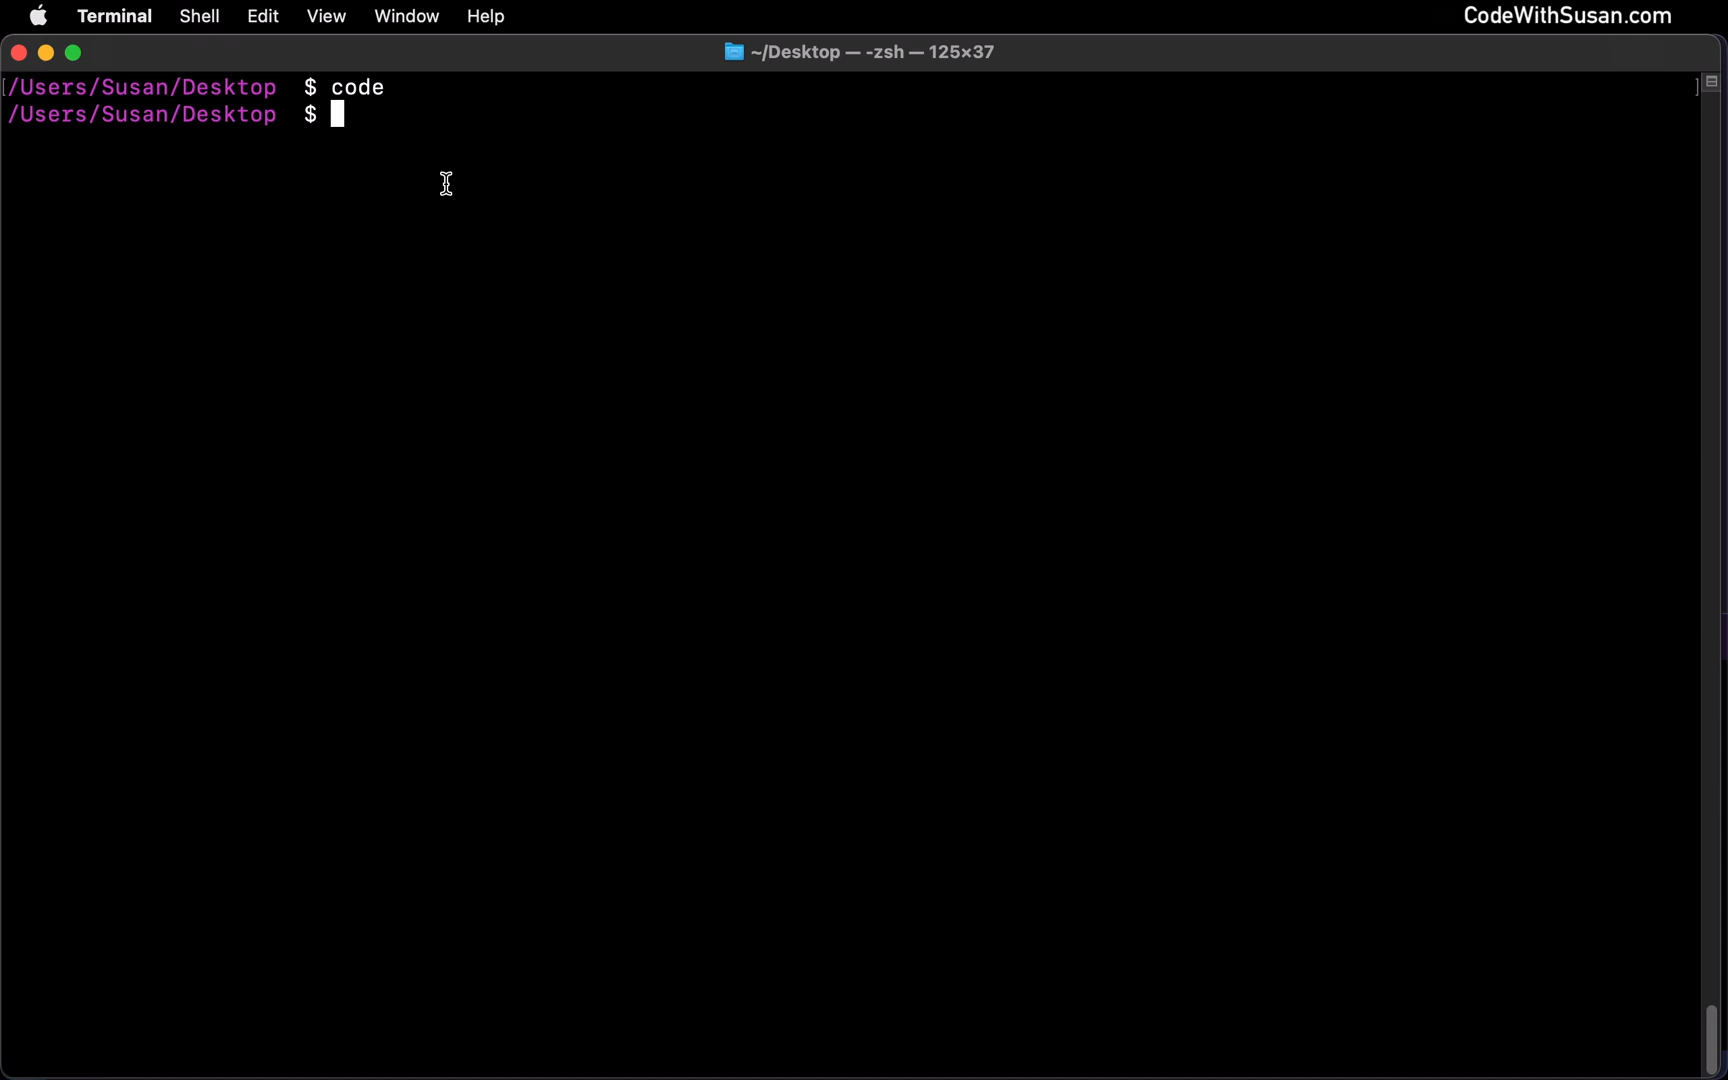 Terminal Shell Edit View Window Help CodeWithSusan.com
~/Desktop — -zsh — 125×37
[/Users/Susan/Desktop $ code ]
/Users/Susan/Desktop $